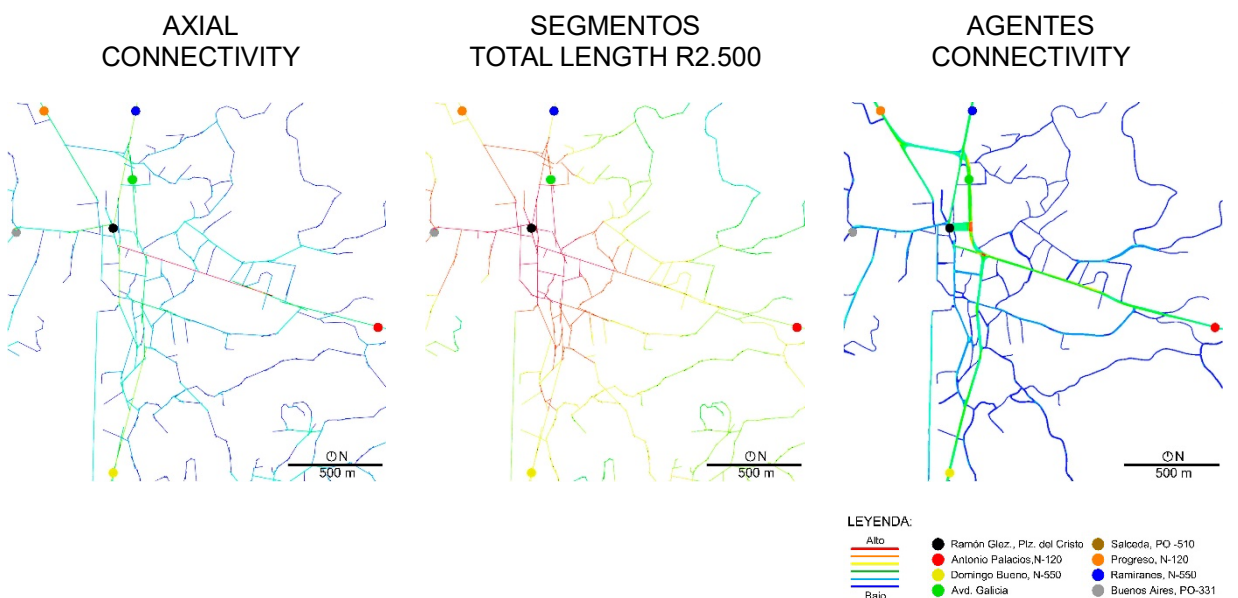 AXIAL
CONNECTIVITY
SEGMENTOS
TOTAL LENGTH R2.500
AGENTES
CONNECTIVITY
N
500 m
N
500 m
N
500 m
LEYENDA:
Alto
Bajo
Ramón Glez., Plz. del Cristo
Antonio Palacios,N-120
Domingo Bueno, N-550
Avd. Galicia
Salceda, PO -510
Progreso, N-120
Ramiranes, N-550
Buenos Aires, PO-331